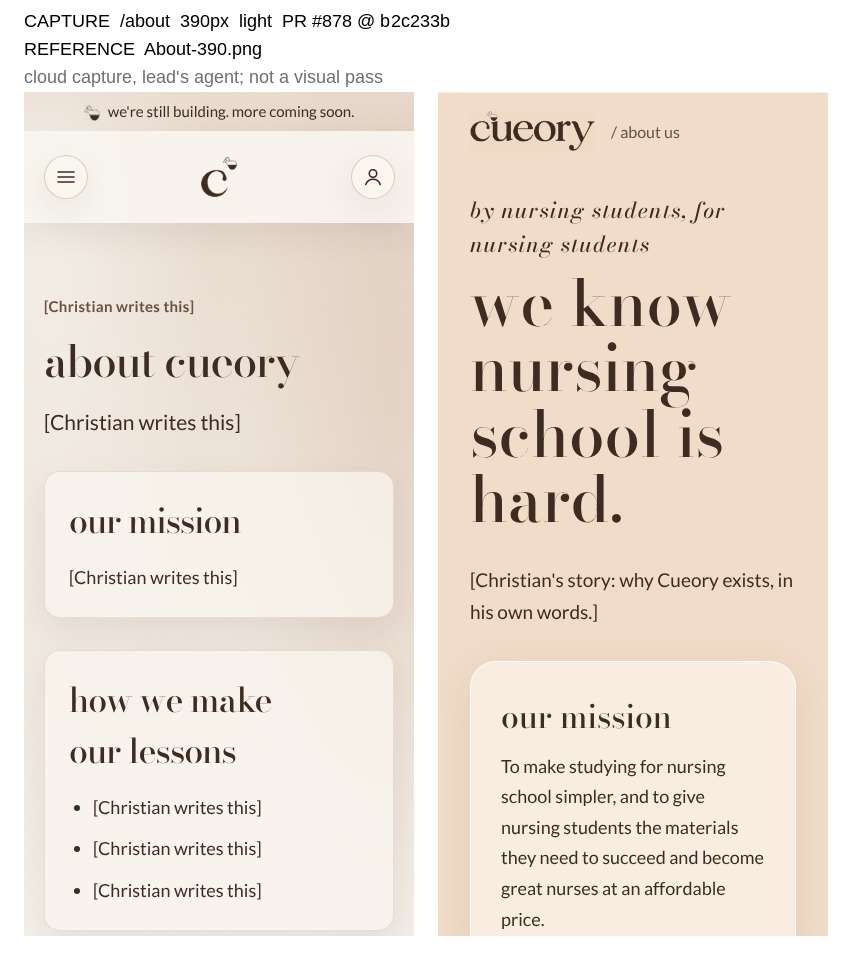 CAPTURE /about 390px light PR #878 @ b2c233b
REFERENCE About-390.png
cloud capture, lead's agent; not a visual pass
we're still building. more coming soon.
c
[Christian writes this]
about cueory
[Christian writes this]
our mission
[Christian writes this]
how we make
our lessons
• [Christian writes this]
• [Christian writes this]
• [Christian writes this]
cueory / about us
by nursing students, for
nursing students
we know
nursing
school is
hard.
[Christian's story: why Cueory exists, in
his own words.]
our mission
To make studying for nursing
school simpler, and to give
nursing students the materials
they need to succeed and become
great nurses at an affordable
price.